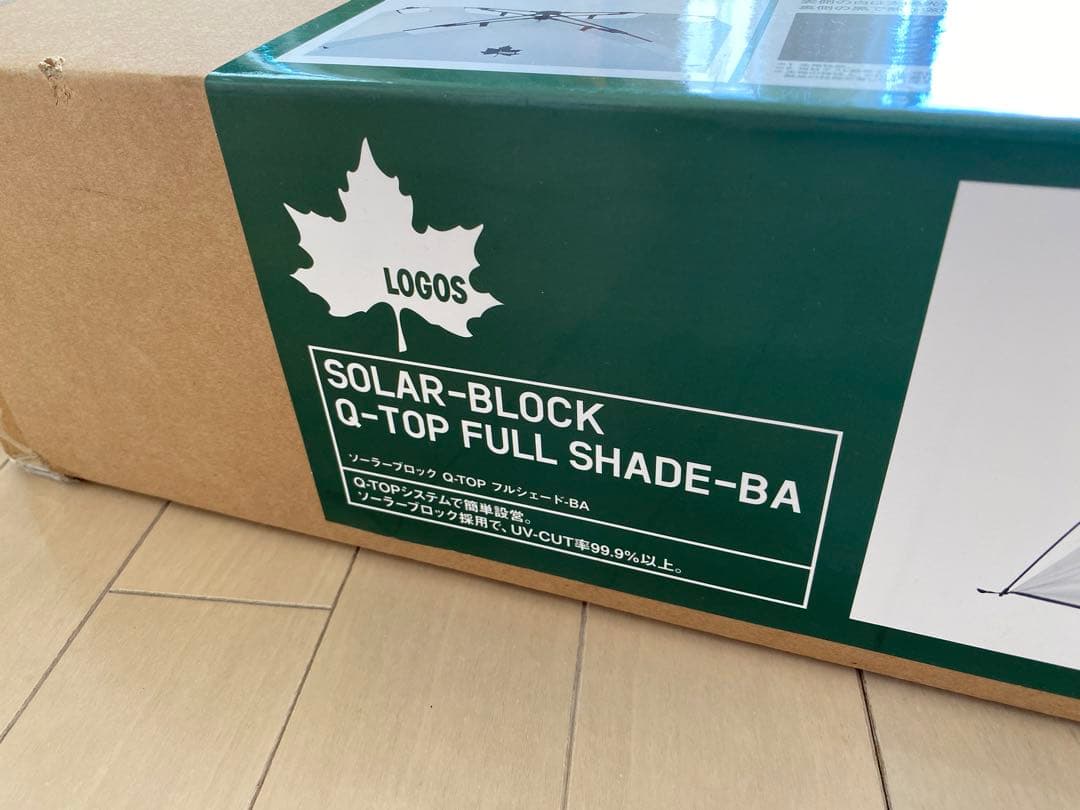 LOGOS
SOLAR-BLOCK
Q-TOP FULL SHADE-BA
ソーラーブロック Q-TOP フルシェード-BA
Q-TOPシステムで簡単設営。
ソーラーブロック採用で、UV-CUT率99.9%以上。